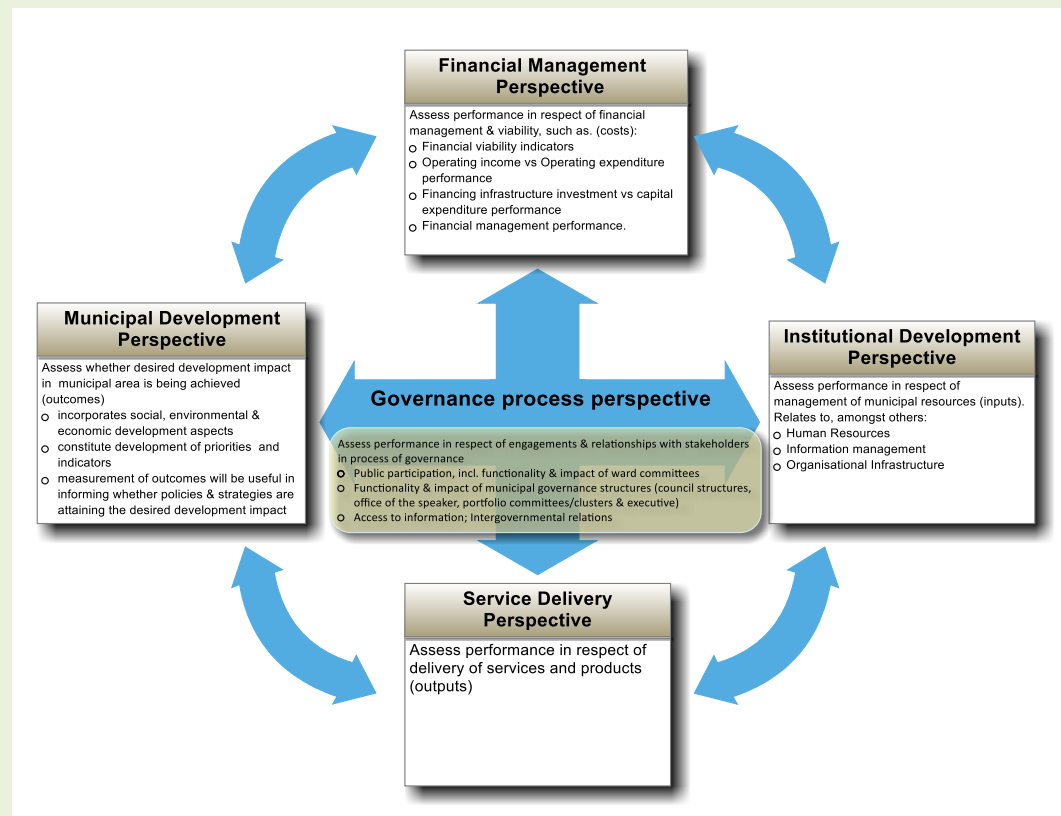 Financial Management
Perspective
Assess performance in respect of financial
management & viability, such as. (costs):
Financial viability indicators
Operating income vs Operating expenditure
performance
Financing infrastructure investment vs capital
expenditure performance
Financial management performance.
Municipal Development
Perspective
Assess whether desired development impact
in municipal area is being achieved
(outcomes)
incorporates social, environmental &
economic development aspects
constitute development of priorities and
indicators
measurement of outcomes will be useful in
informing whether policies & strategies are
attaining the desired development impact
Governance process perspective
Assess performance in respect of engagements & relationships with stakeholders
in process of governance
Public participation, incl. functionality & impact of ward committees
Functionality & impact of municipal governance structures (council structures,
office of the speaker, portfolio committees/clusters & executive)
Access to information; Intergovernmental relations
Institutional Development
Perspective
Assess performance in respect of
management of municipal resources (inputs).
Relates to, amongst others:
Human Resources
Information management
Organisational Infrastructure
Service Delivery
Perspective
Assess performance in respect of
delivery of services and products
(outputs)